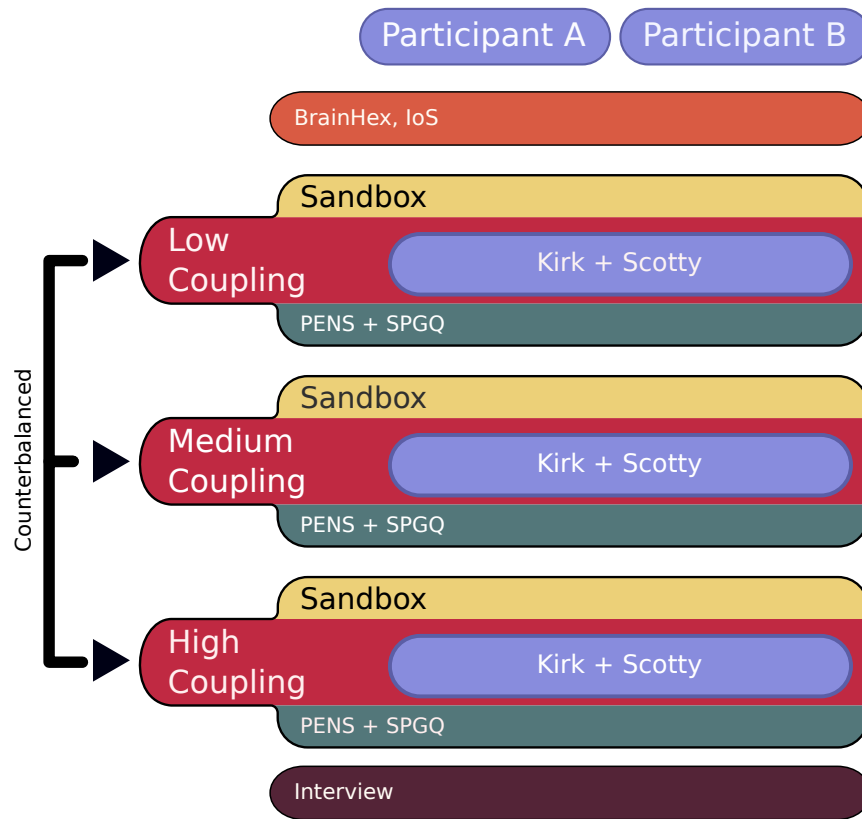 Participant A
Participant B
BrainHex, IoS
Sandbox
Low
Coupling
Kirk + Scotty
PENS + SPGQ
Counterbalanced
Sandbox
Medium
Coupling
Kirk + Scotty
PENS + SPGQ
Sandbox
High
Coupling
Kirk + Scotty
PENS + SPGQ
Interview